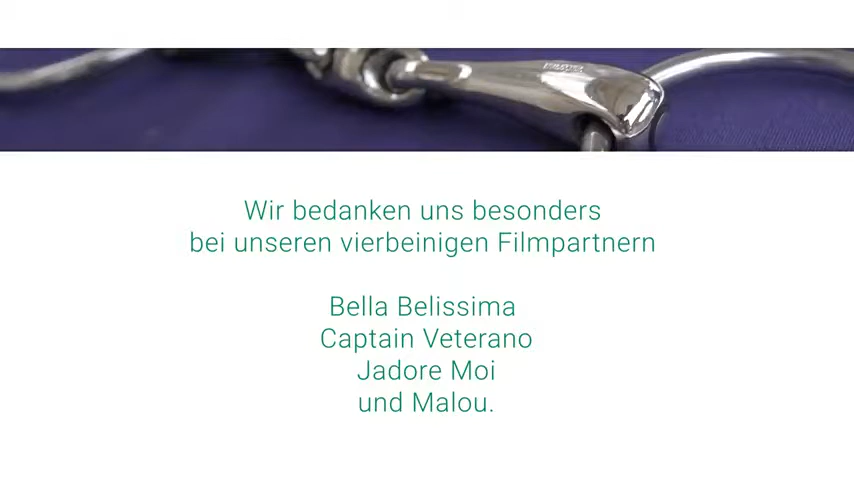 Wir bedanken uns besonders
bei unseren vierbeinigen Filmpartnern
Bella Belissima
Captain Veterano
Jadore Moi
und Malou.